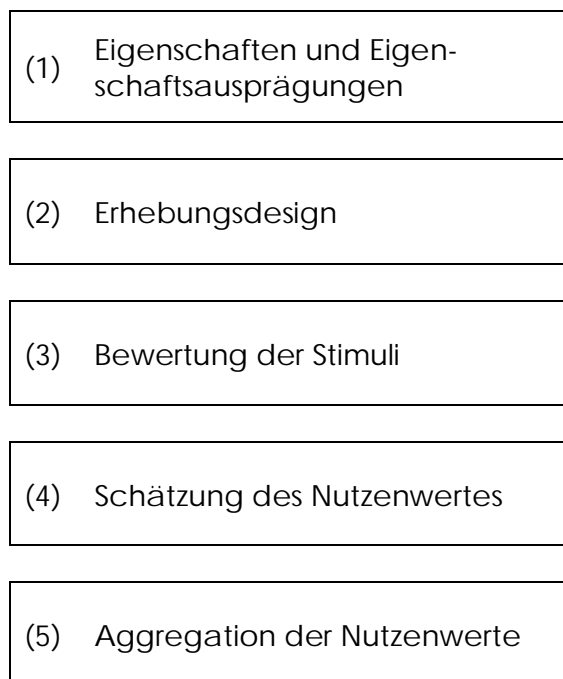 (1) Eigenschaften und Eigen-
schaftsausprägungen
(2) Erhebungsdesign
(3) Bewertung der Stimuli
(4) Schätzung des Nutzenwertes
(5) Aggregation der Nutzenwerte